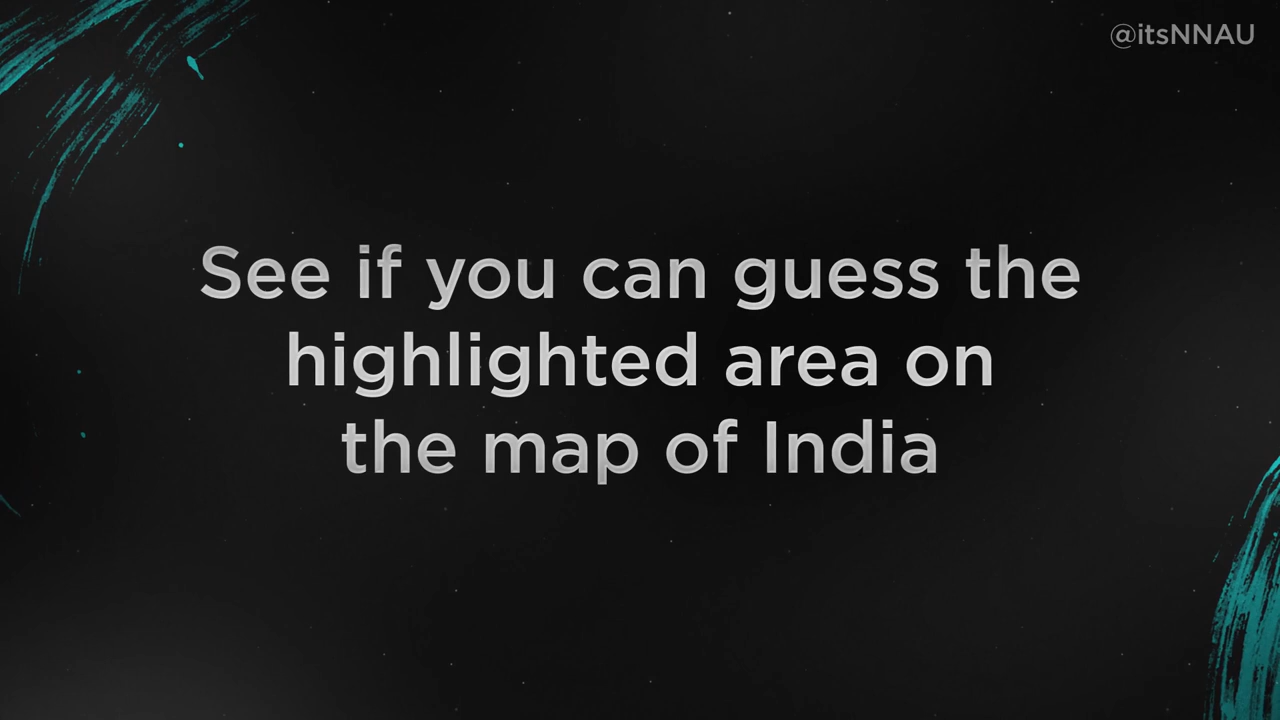 @itsNNAU
See if you can guess the
highlighted area on
the map of India